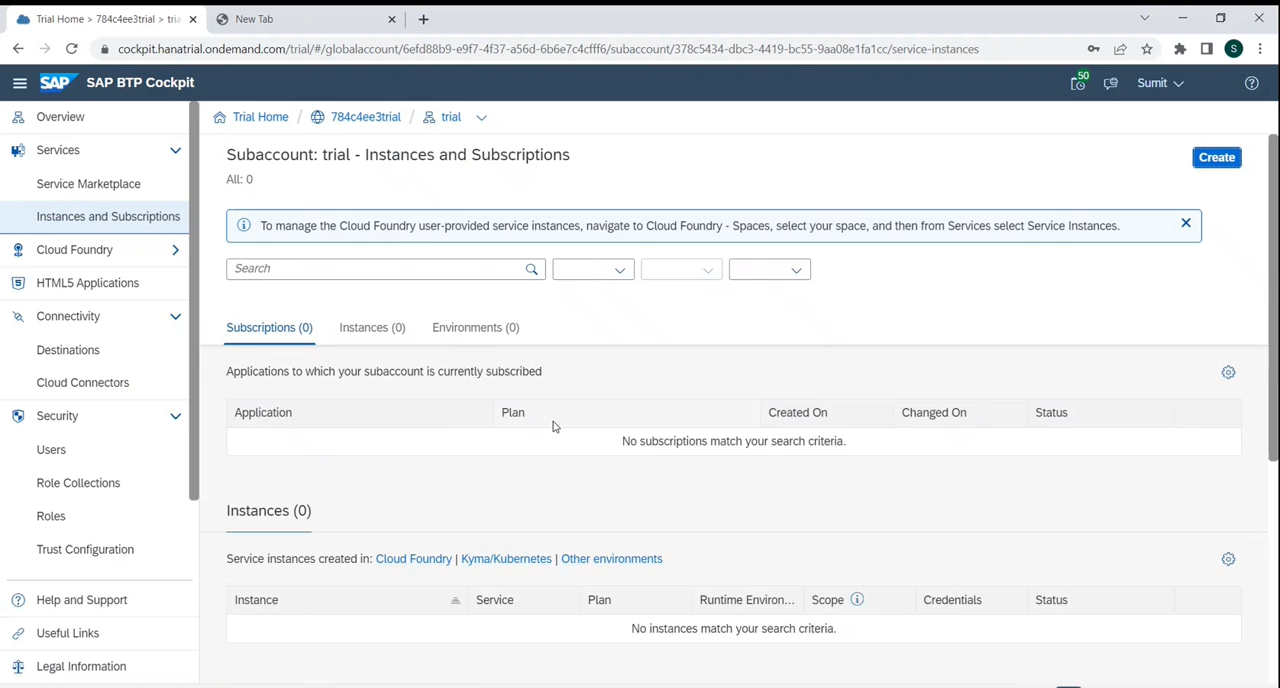 Trial Home > 784c4ee3trial > tria
New Tab
cockpit.hanatrial.ondemand.com/trial/#/globalaccount/6efd88b9-e9f7-4f37-a56d-6b6e7c4cfff6/subaccount/378c5434-dbc3-4419-bc55-9aa08e1fa1cc/service-instances
S
SAP SAP BTP Cockpit
50
Sumit
Overview
Services
Service Marketplace
Instances and Subscriptions
Cloud Foundry
HTML5 Applications
Connectivity
Destinations
Cloud Connectors
Security
Users
Role Collections
Roles
Trust Configuration
Help and Support
Useful Links
Legal Information
Trial Home / 784c4ee3trial / trial
Subaccount: trial - Instances and Subscriptions
All: 0
Create
To manage the Cloud Foundry user-provided service instances, navigate to Cloud Foundry - Spaces, select your space, and then from Services select Service Instances.
Search
Subscriptions (0) Instances (0) Environments (0)
Applications to which your subaccount is currently subscribed
Application Plan Created On Changed On Status
No subscriptions match your search criteria.
Instances (0)
Service instances created in: Cloud Foundry | Kyma/Kubernetes | Other environments
Instance Service Plan Runtime Environ... Scope Credentials Status
No instances match your search criteria.